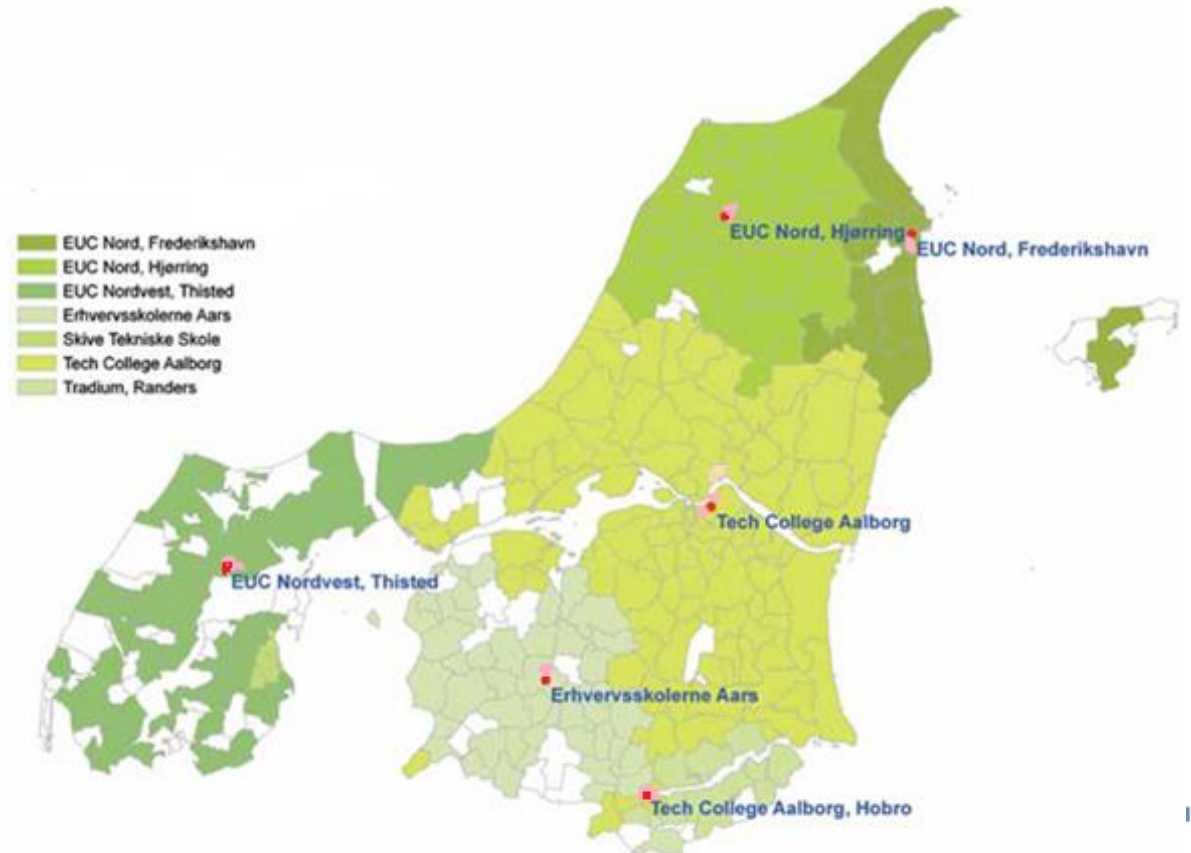 EUC Nord, Frederikshavn
EUC Nord, Hjørring
EUC Nordvest, Thisted
Erhvervsskolerne Aars
Skive Tekniske Skole
Tech College Aalborg
Tradium, Randers
EUC Nord, Hjørring
EUC Nord, Frederikshavn
Tech College Aalborg
EUC Nordvest, Thisted
Erhvervsskolerne Aars
Tech College Aalborg, Hobro